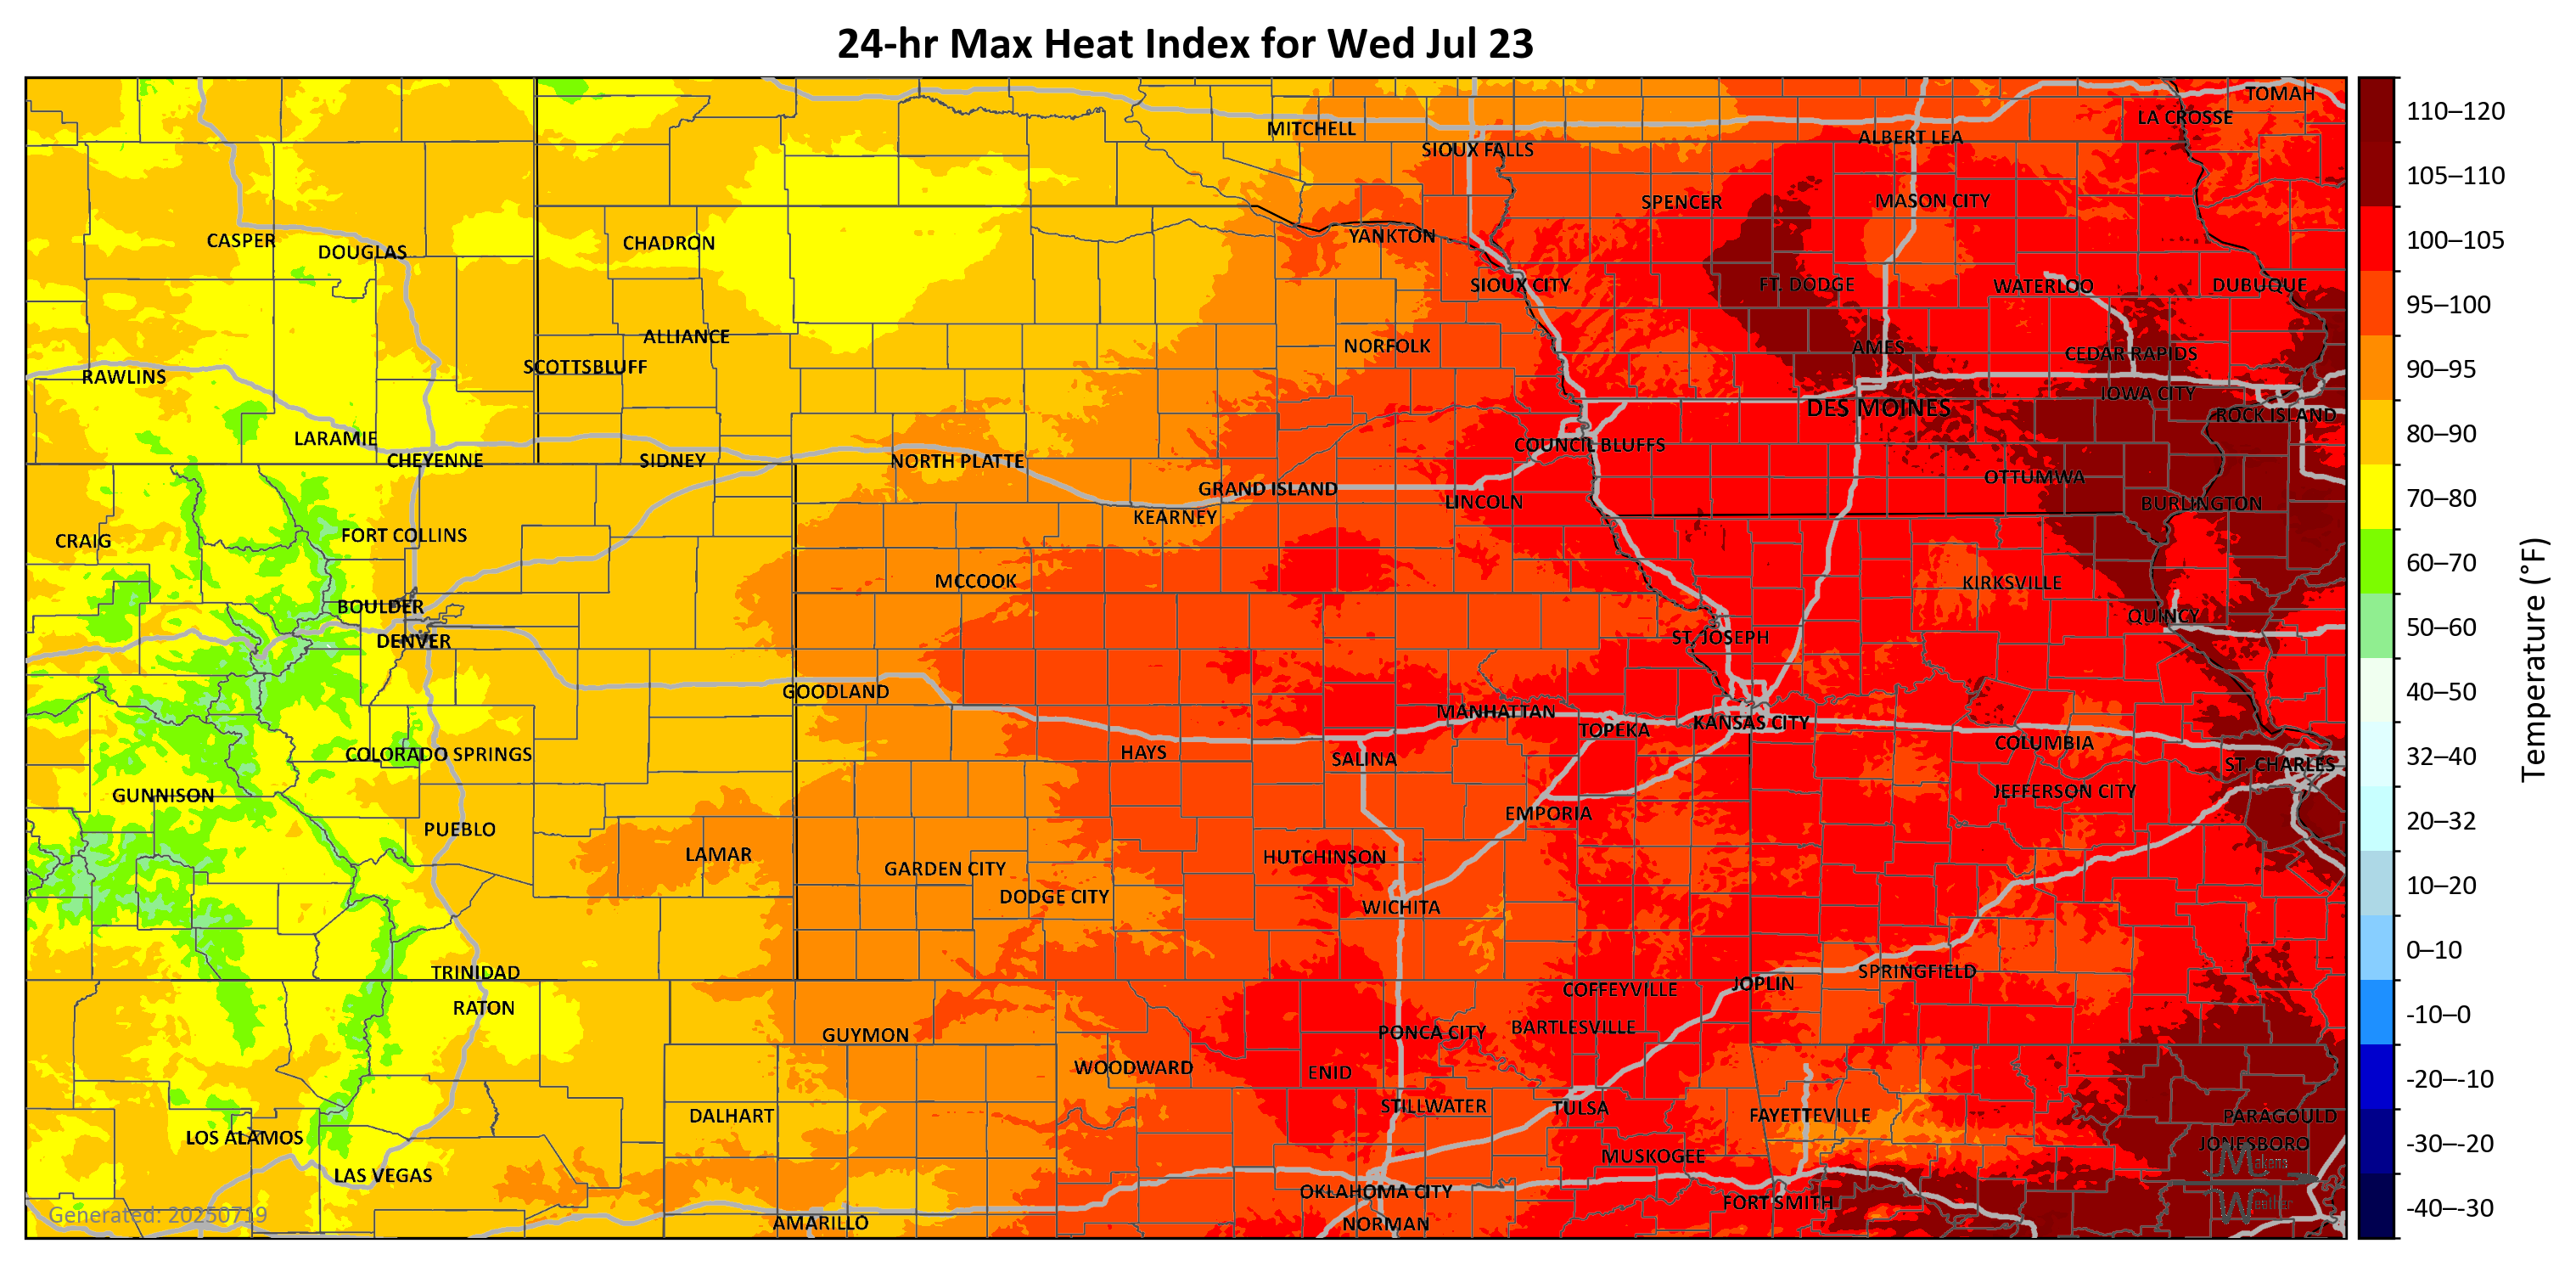 24-hr Max Heat Index for Wed Jul 23
TOMAH
LA CROSSE
MITCHELL
ALBERT LEA
SIOUX FALLS
SPENCER
MASON CITY
YANKTON
CASPER
CHADRON
DOUGLAS
SIOUX CITY
FT. DODGE
WATERLOO
DUBUQUE
ALLIANCE
NORFOLK
AMES
CEDAR RAPIDS
SCOTTSBLUFF
RAWLINS
IOWA CITY
DES MOINES
ROCK ISLAND
LARAMIE
COUNCIL BLUFFS
CHEYENNE
SIDNEY
NORTH PLATTE
OTTUMWA
GRAND ISLAND
LINCOLN
BURLINGTON
KEARNEY
FORT COLLINS
CRAIG
MCCOOK
KIRKSVILLE
BOULDER
QUINCY
DENVER
ST. JOSEPH
GOODLAND
MANHATTAN
KANSAS CITY
TOPEKA
COLUMBIA
COLORADO SPRINGS
HAYS
SALINA
ST. CHARLES
GUNNISON
JEFFERSON CITY
EMPORIA
PUEBLO
LAMAR
HUTCHINSON
GARDEN CITY
DODGE CITY
WICHITA
TRINIDAD
SPRINGFIELD
JOPLIN
COFFEYVILLE
RATON
BARTLESVILLE
PONCA CITY
GUYMON
WOODWARD
ENID
STILLWATER
TULSA
DALHART
FAYETTEVILLE
PARAGOULD
LOS ALAMOS
JONESBORO
MUSKOGEE
Makens
LAS VEGAS
OKLAHOMA CITY
FORT SMITH
Weather
Generated: 20250719
AMARILLO
NORMAN
110–120
105–110
100–105
95–100
90–95
80–90
70–80
60–70
50–60
40–50
32–40
20–32
10–20
0–10
-10–0
-20–-10
-30–-20
-40–-30
Temperature (°F)